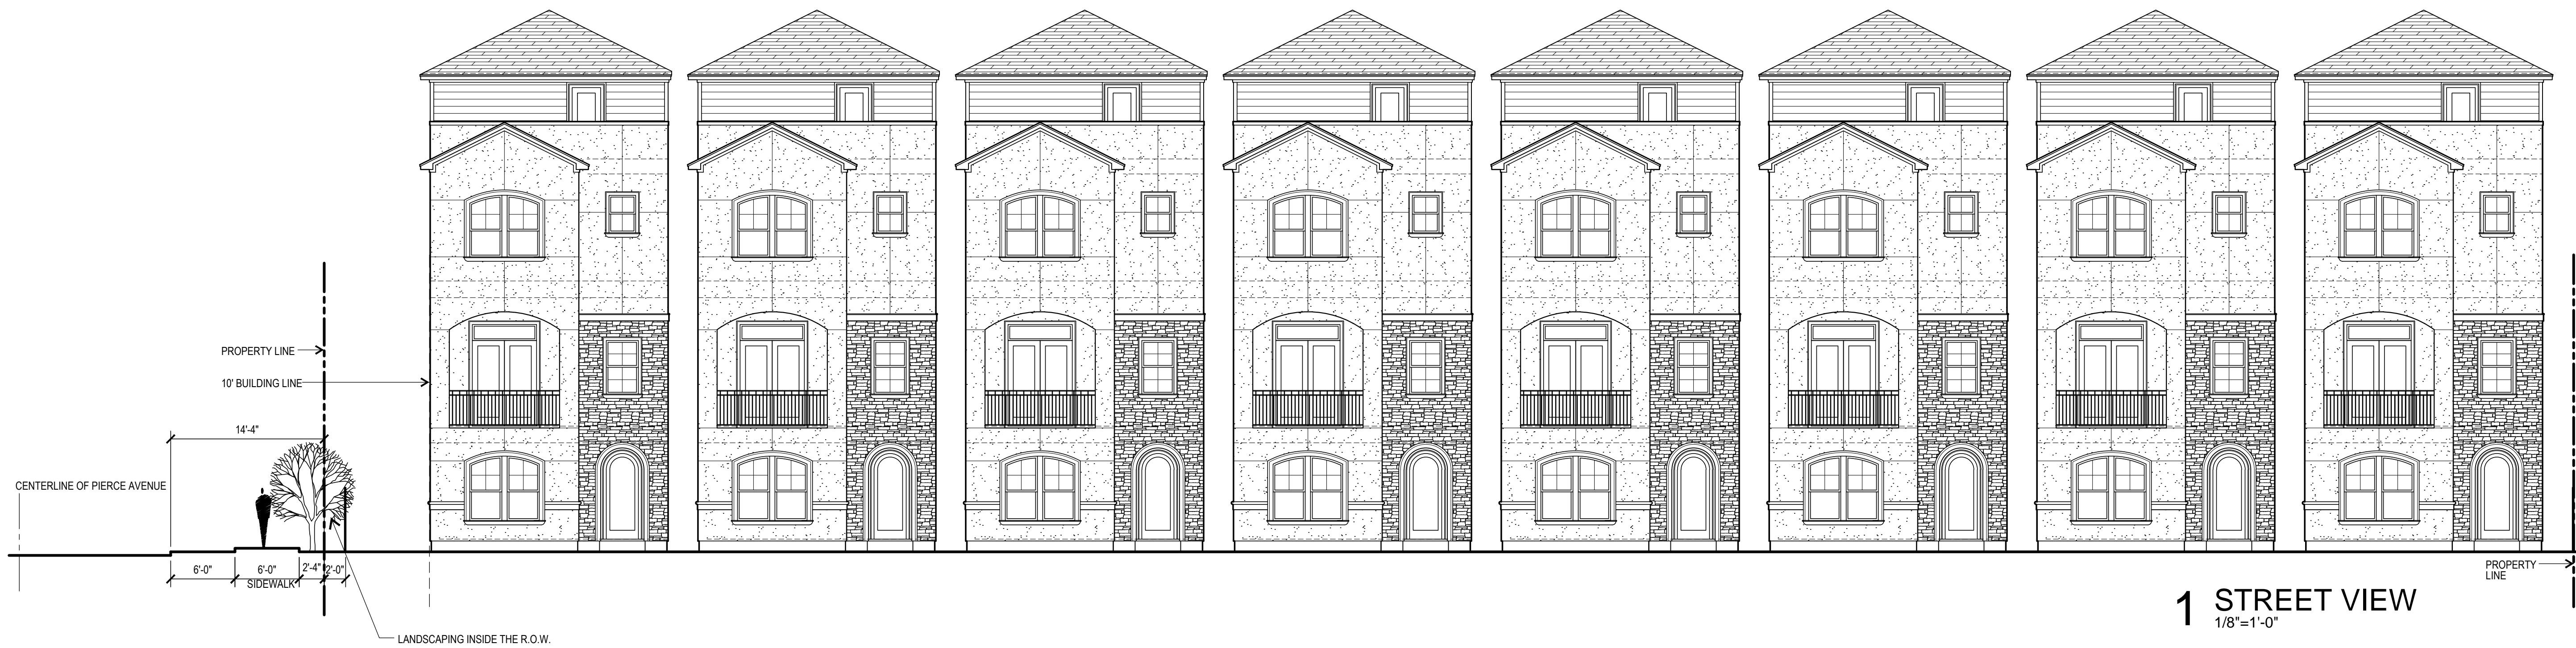 PROPERTY LINE
10' BUILDING LINE
14'-4"
CENTERLINE OF PIERCE AVENUE
6'-0"
6'-0"
2'-4"
2'-0"
SIDEWALK
LANDSCAPING INSIDE THE R.O.W.
PROPERTY
LINE
1 STREET VIEW
1/8"=1'-0"